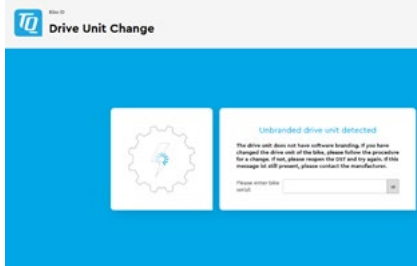 TQ
Bike ID
Drive Unit Change
Unbranded drive unit detected
The drive unit does not have software branding. If you have
changed the drive unit of the bike, please follow the procedure
for a change. If not, please reopen the DST and try again. If this
message ist still present, please contact the manufacturer.
Please enter bike
serial: